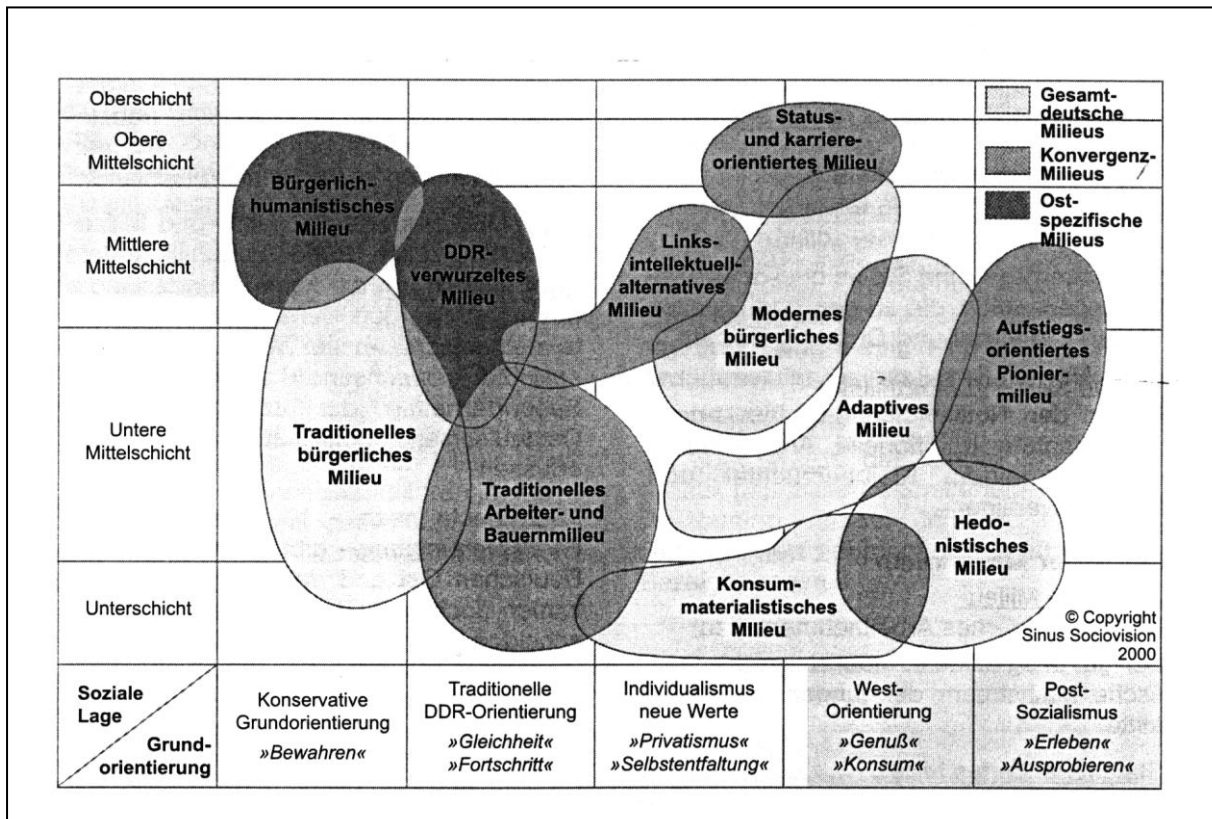 Oberschicht
Obere
Mittelschicht
Mittlere
Mittelschicht
Untere
Mittelschicht
Unterschicht
Bürgerlich-
humanistisches
Milieu
DDR-
verwurzeltes
Milieu
Links-
intellektuell-
alternatives
Milieu
Status-
und karriere-
orientiertes Milieu
Modernes
bürgerliches
Milieu
Adaptives
Milieu
Aufstiegs-
orientiertes
Pionier-
milieu
Traditionelles
bürgerliches
Milieu
Traditionelles
Arbeiter- und
Bauernmilieu
Konsum-
materialistisches
Milieu
Hedo-
nistisches
Milieu
Gesamt-
deutsche
Milieus
Konvergenz-
Milieus
Ost-
spezifische
Milieus
© Copyright
Sinus Sociovision
2000
Soziale
Lage
Grund-
orientierung
Konservative
Grundorientierung
»Bewahren«
Traditionelle
DDR-Orientierung
»Gleichheit«
»Fortschritt«
Individualismus
neue Werte
»Privatismus«
»Selbstentfaltung«
West-
Orientierung
»Genuß«
»Konsum«
Post-
Sozialismus
»Erleben«
»Ausprobieren«